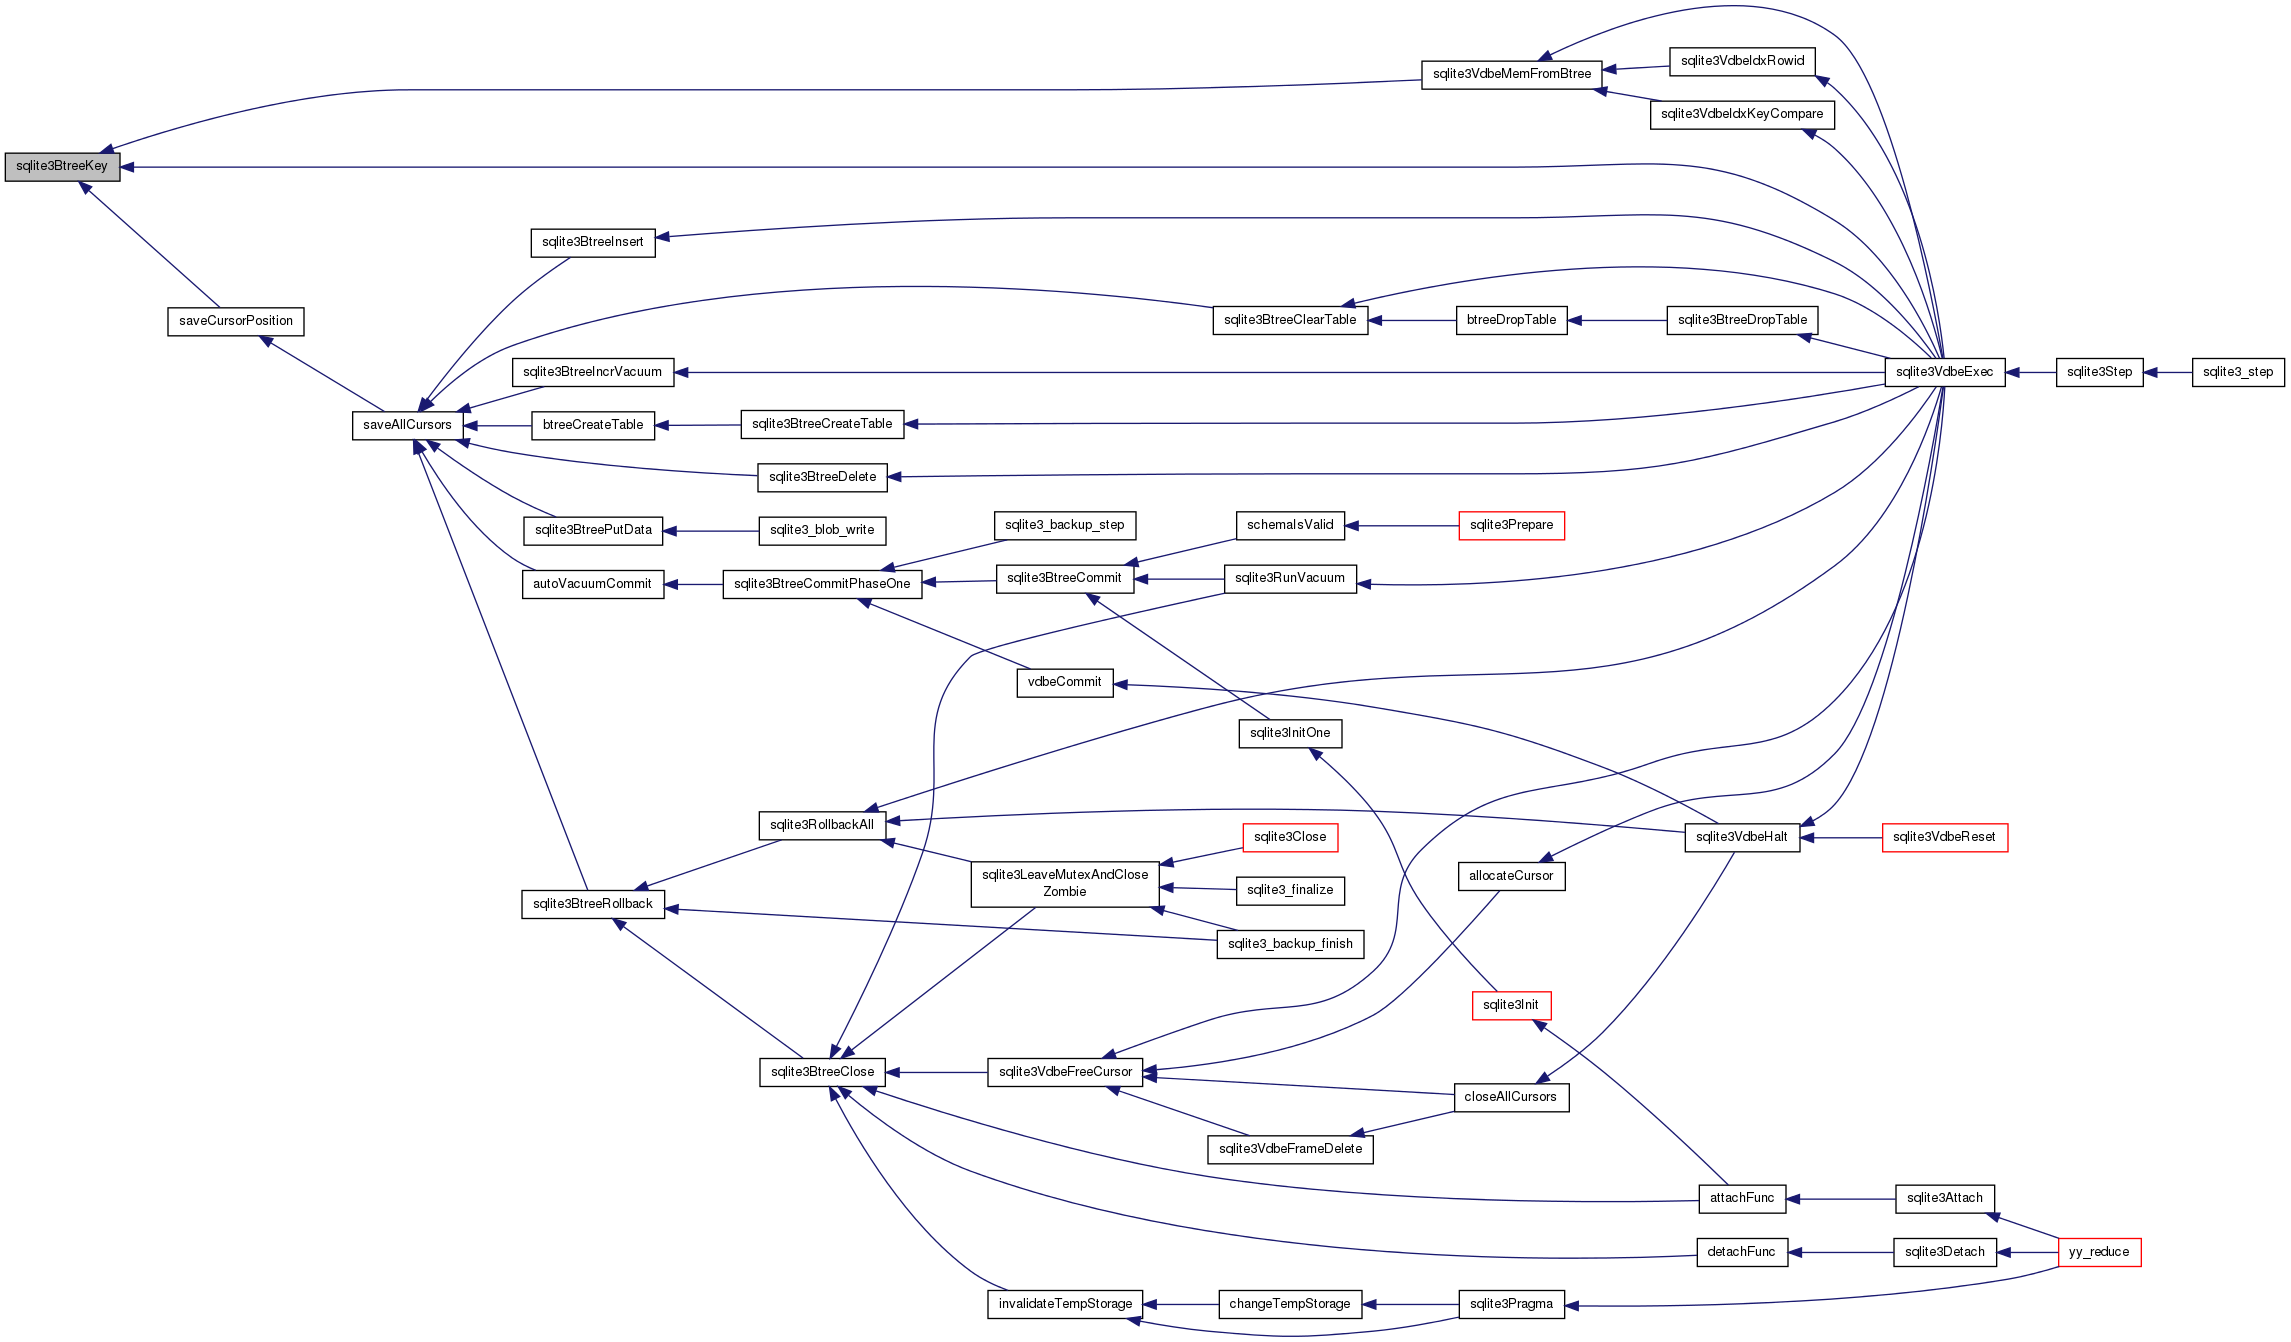 sqlite3BtreeKey
saveCursorPosition
saveAllCursors
sqlite3BtreeInsert
sqlite3BtreeIncrVacuum
btreeCreateTable
sqlite3BtreePutData
autoVacuumCommit
sqlite3BtreeRollback
sqlite3BtreeCreateTable
sqlite3BtreeDelete
sqlite3_blob_write
sqlite3BtreeCommitPhaseOne
sqlite3RollbackAll
sqlite3BtreeClose
sqlite3_backup_step
sqlite3BtreeCommit
vdbeCommit
sqlite3LeaveMutexAndClose
Zombie
sqlite3VdbeFreeCursor
invalidateTempStorage
sqlite3BtreeClearTable
schemaIsValid
sqlite3RunVacuum
sqlite3InitOne
sqlite3Close
sqlite3_finalize
sqlite3_backup_finish
sqlite3VdbeFrameDelete
changeTempStorage
sqlite3VdbeMemFromBtree
btreeDropTable
sqlite3Prepare
allocateCursor
sqlite3Init
closeAllCursors
sqlite3Pragma
sqlite3VdbeIdxRowid
sqlite3VdbeIdxKeyCompare
sqlite3BtreeDropTable
sqlite3VdbeHalt
attachFunc
detachFunc
sqlite3VdbeExec
sqlite3VdbeReset
sqlite3Attach
sqlite3Detach
sqlite3Step
yy_reduce
sqlite3_step